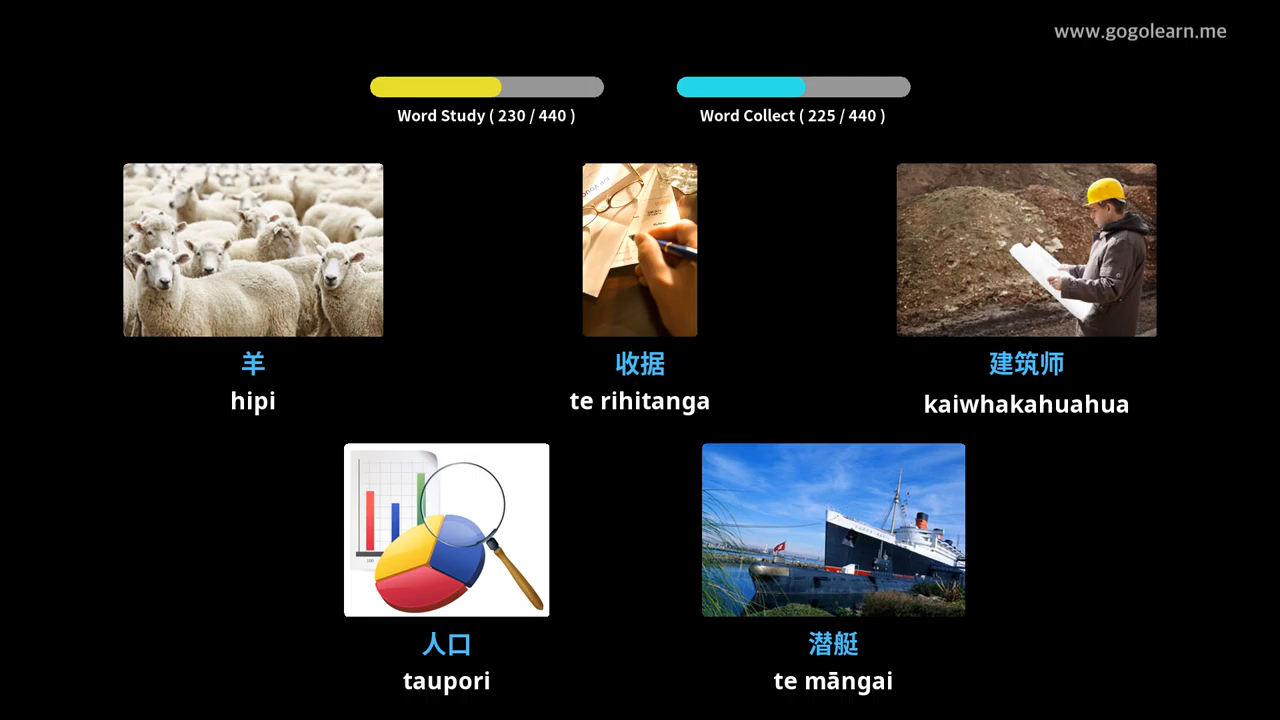 www.gogolearn.me
Word Study ( 230 / 440 )
Word Collect ( 225 / 440 )
羊
收据
建筑师
hipi
te rihitanga
kaiwhakahuahua
人口
潜艇
taupori
te māngai